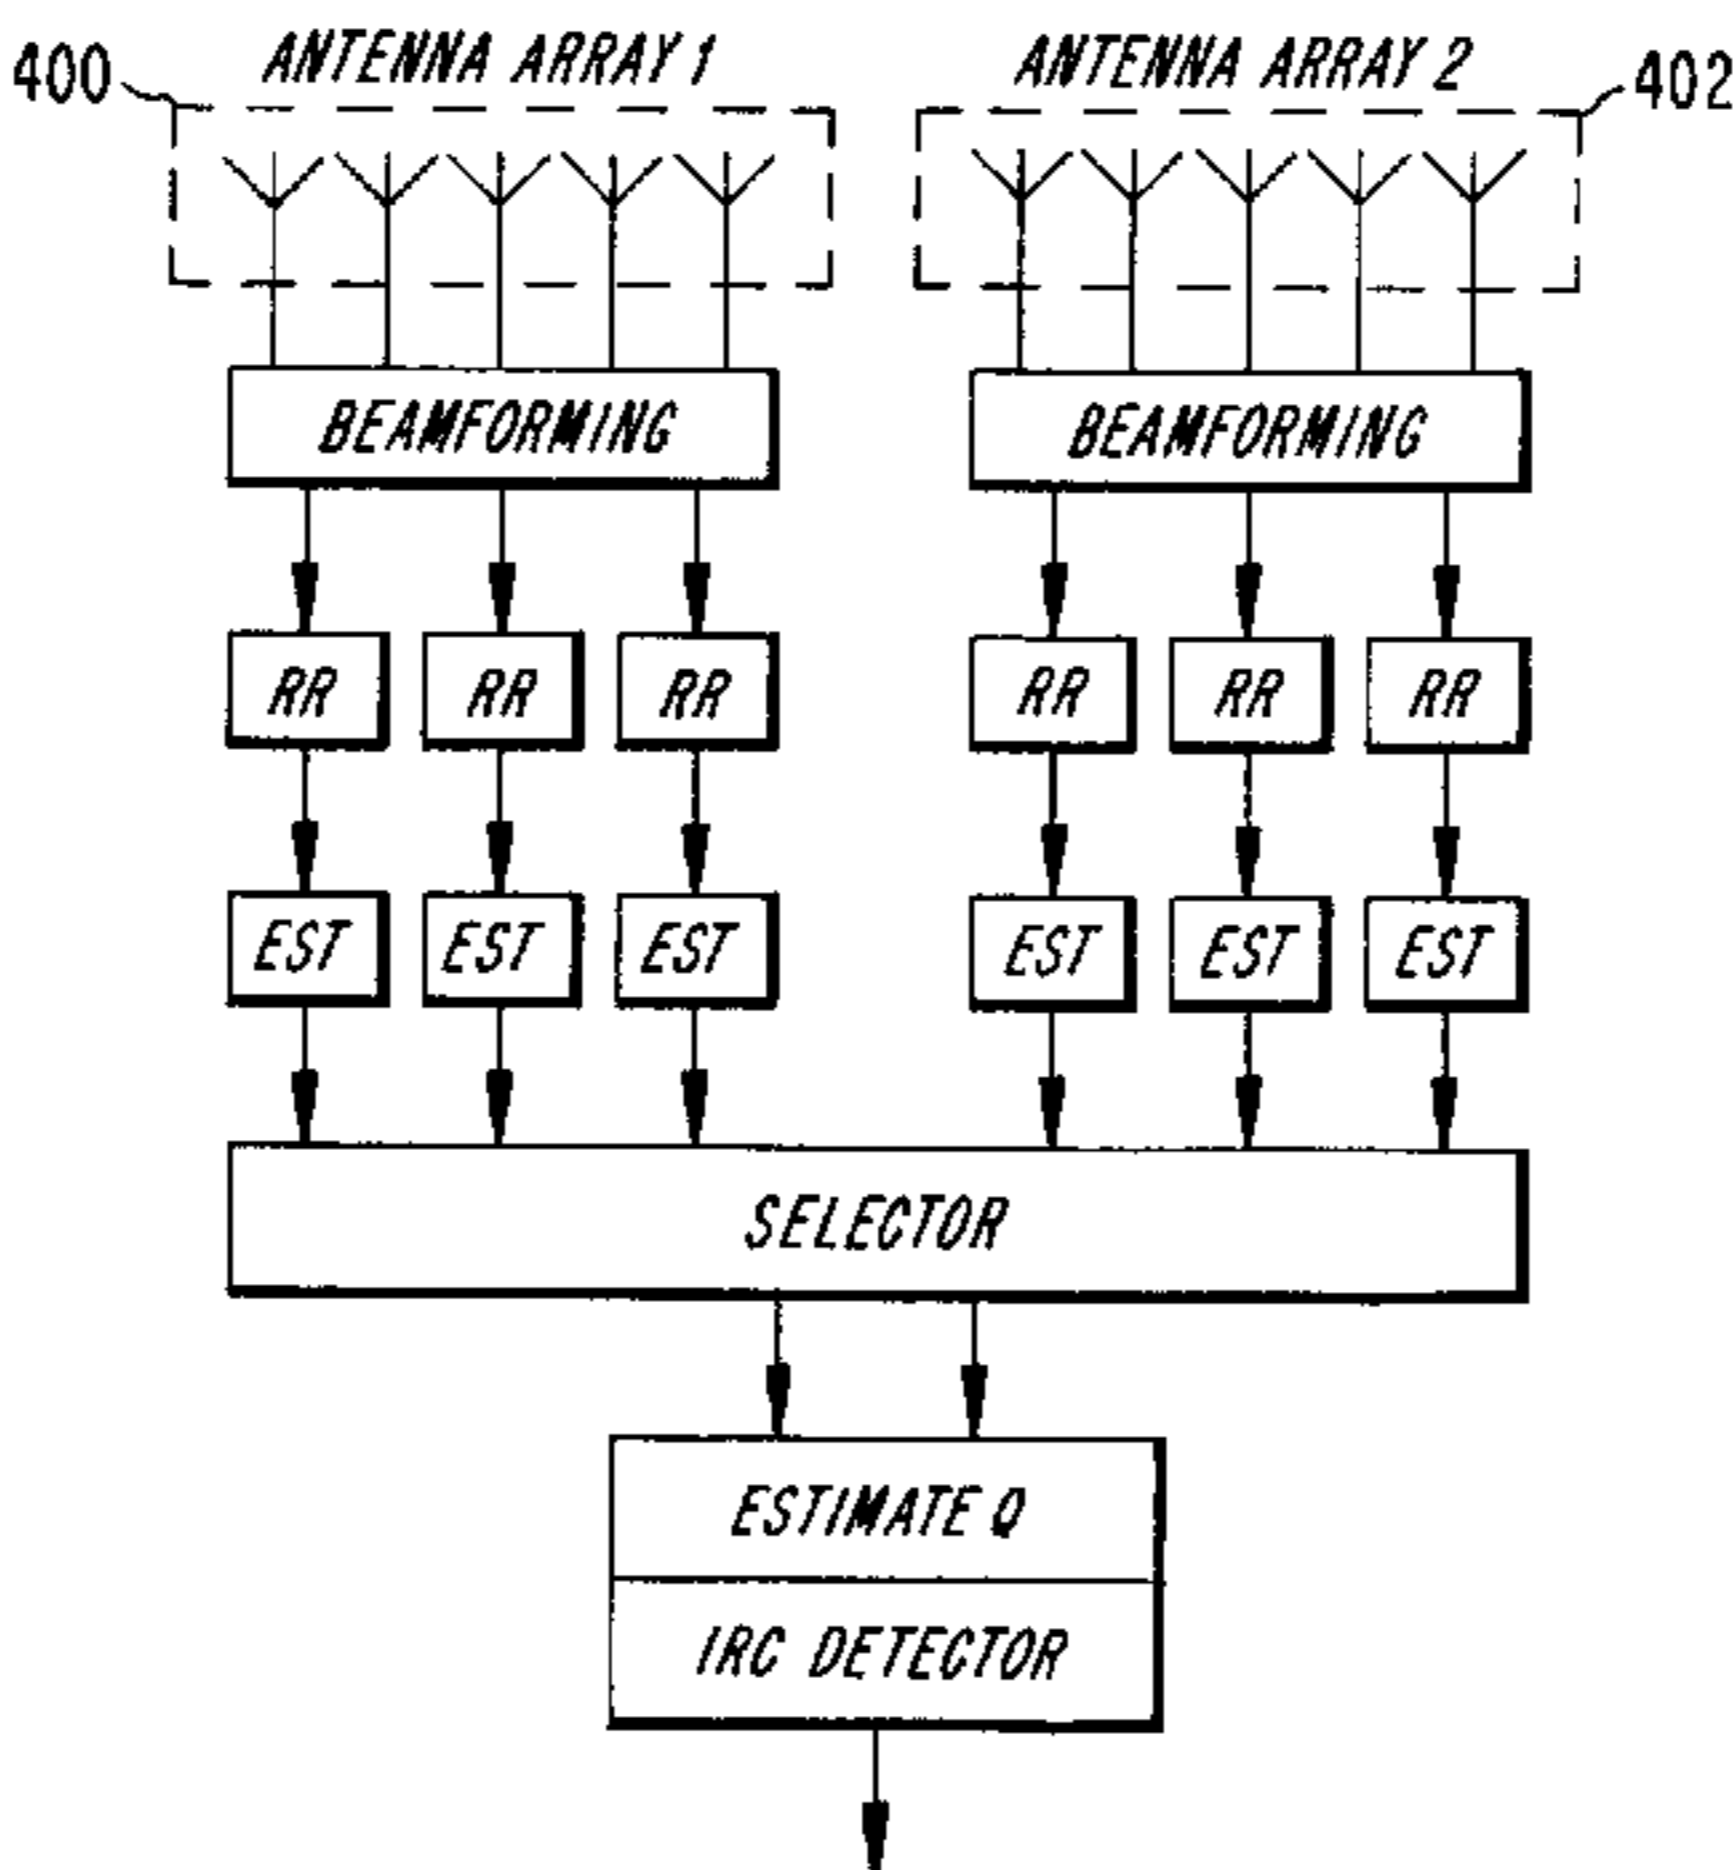 400 ANTENNA ARRAY 1 ANTENNA ARRAY 2 402
BEAMFORMING BEAMFORMING
RR RR RR RR RR RR
EST EST EST EST EST EST
SELECTOR
ESTIMATE Q
IRC DETECTOR